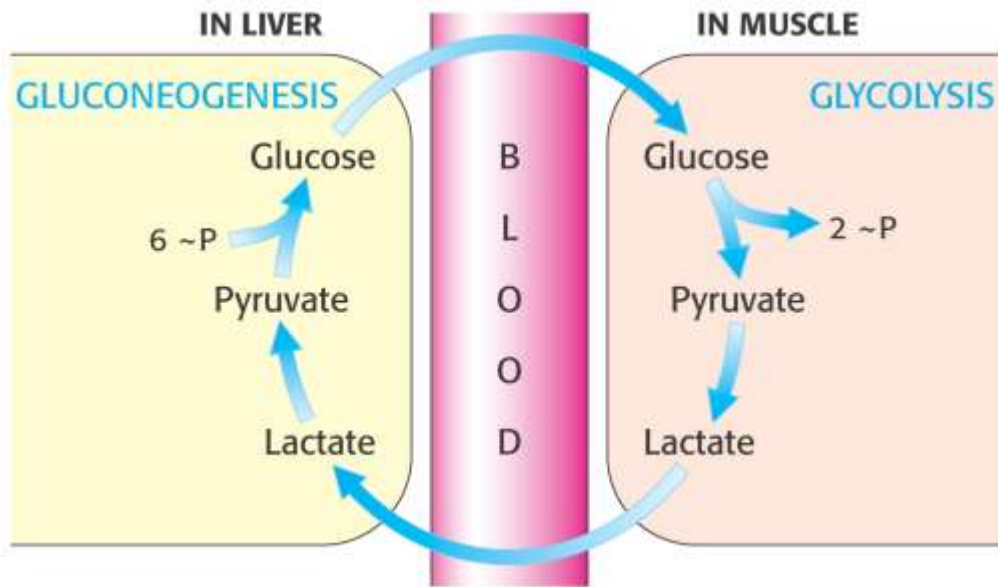 IN LIVER
IN MUSCLE
GLUCONEOGENESIS
GLYCOLYSIS
Glucose
6 ~P
Pyruvate
Lactate
B
L
O
O
D
Glucose
2 ~P
Pyruvate
Lactate